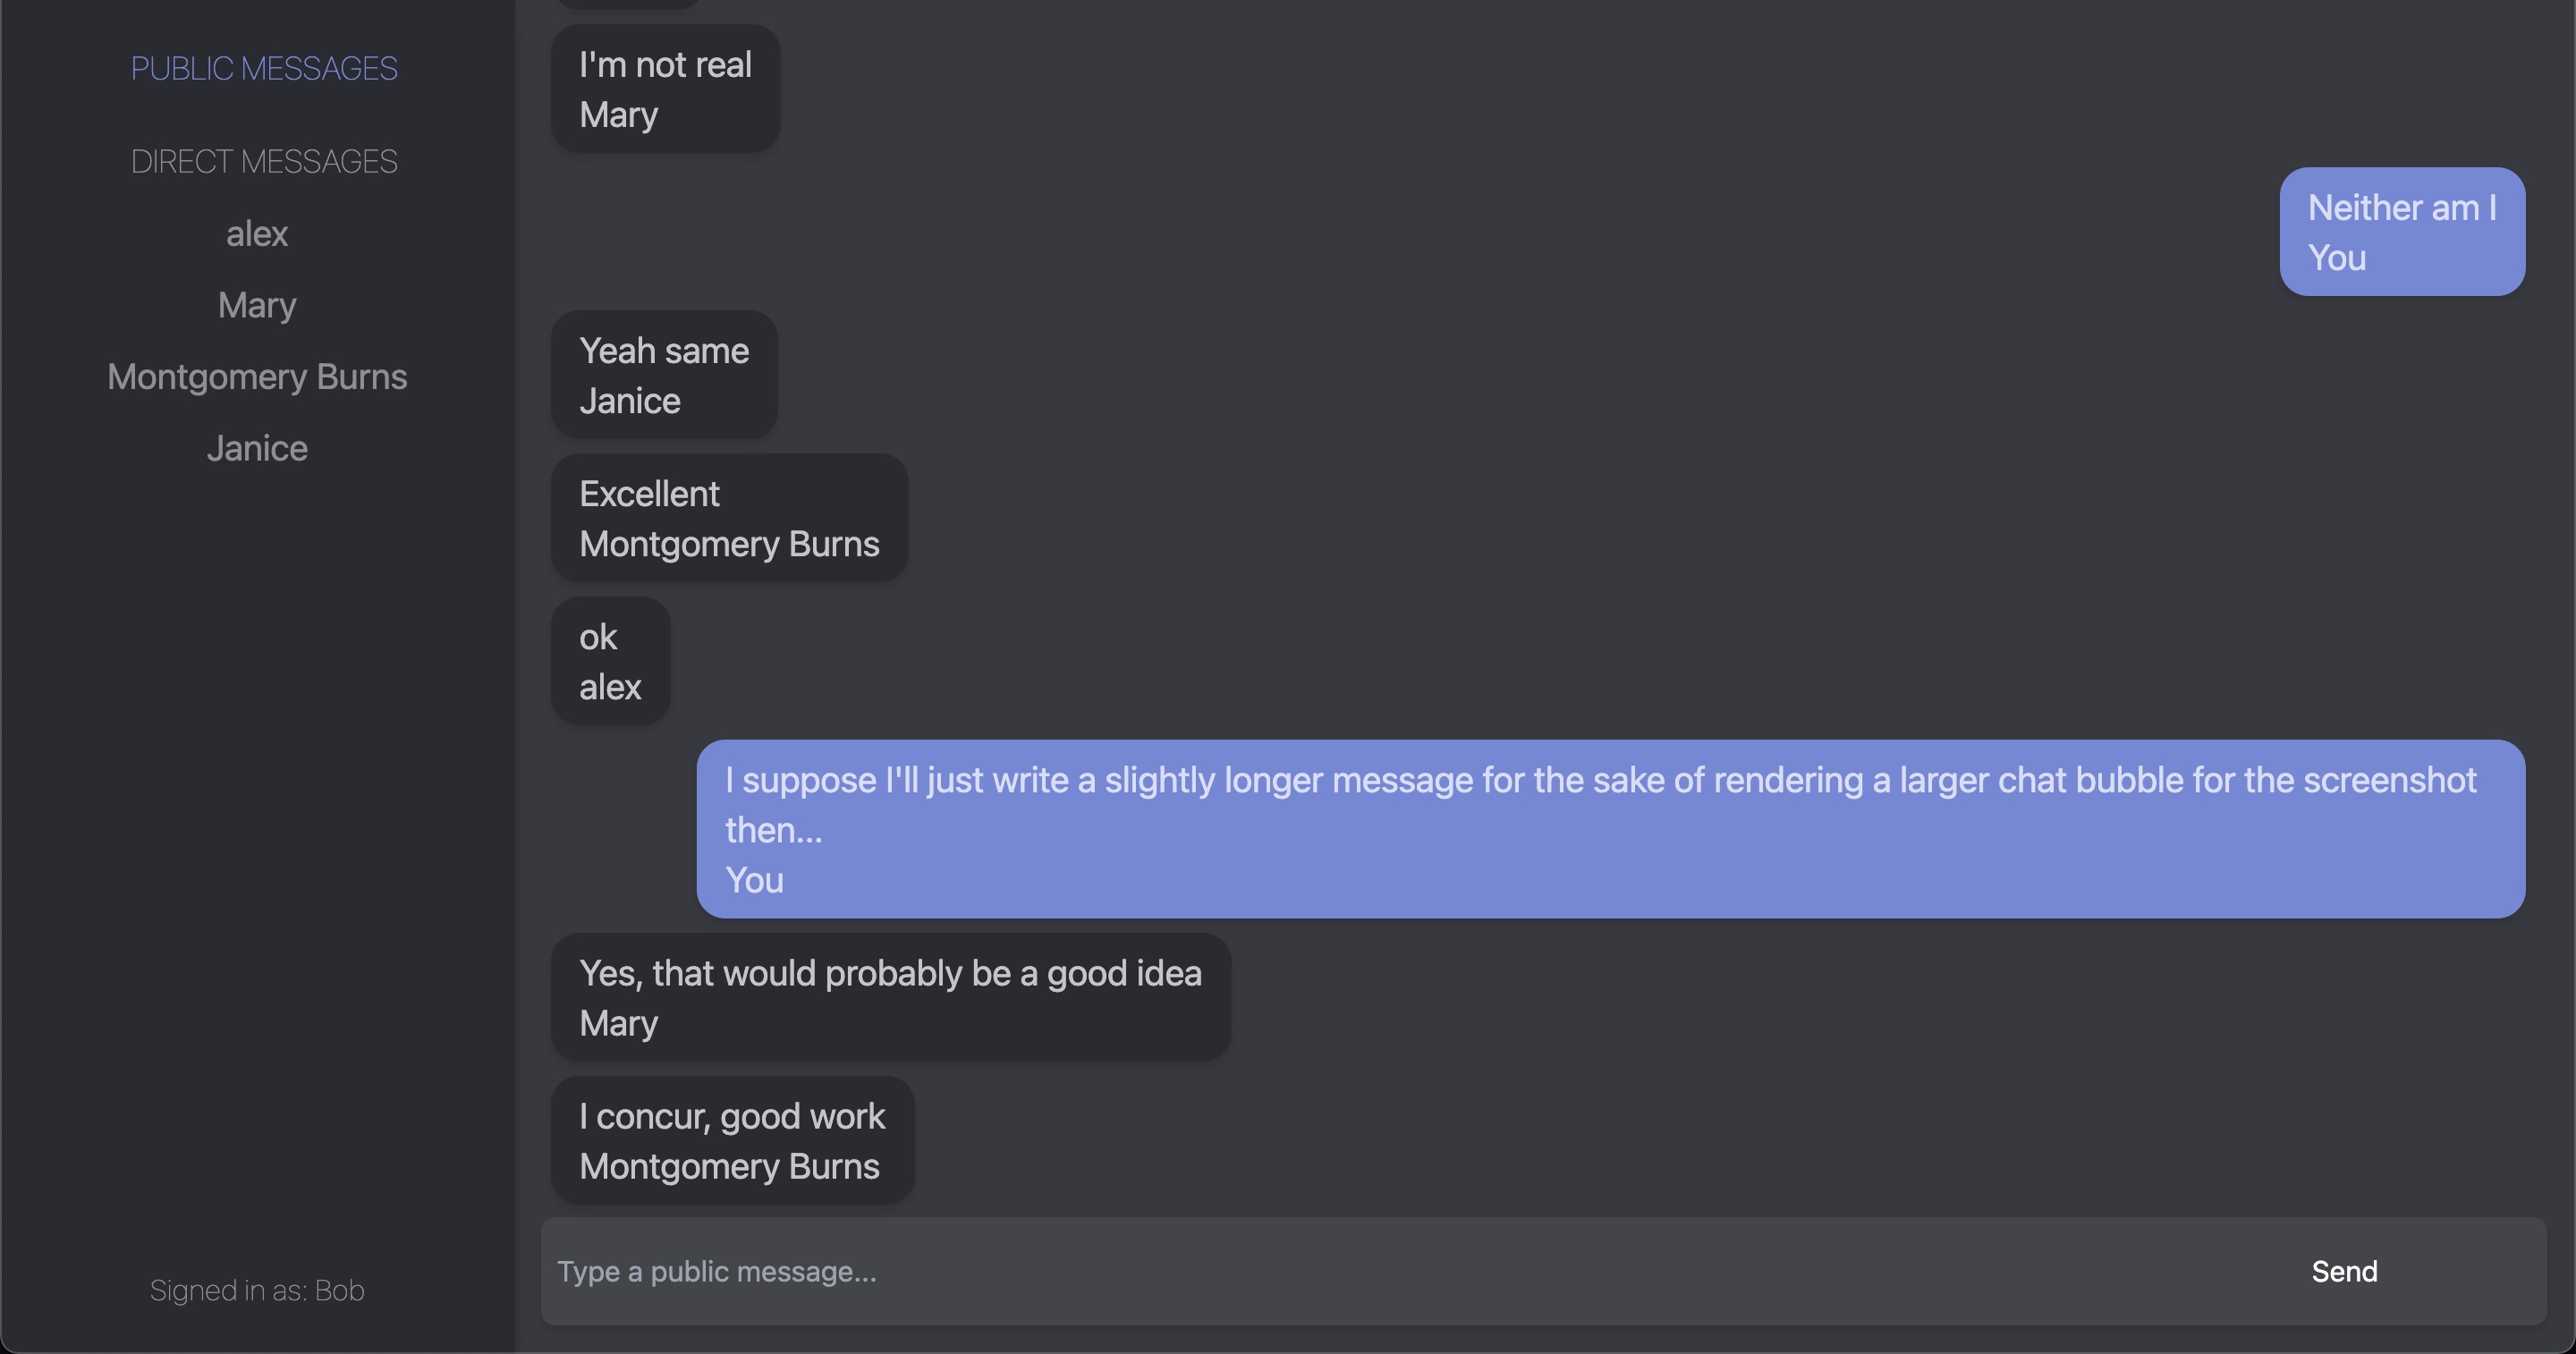 PUBLIC MESSAGES
DIRECT MESSAGES
alex
Mary
Montgomery Burns
Janice
Signed in as: Bob
I'm not real
Mary
Neither am I
You
Yeah same
Janice
Excellent
Montgomery Burns
ok
alex
I suppose I'll just write a slightly longer message for the sake of rendering a larger chat bubble for the screenshot
then...
You
Yes, that would probably be a good idea
Mary
I concur, good work
Montgomery Burns
Type a public message...
Send